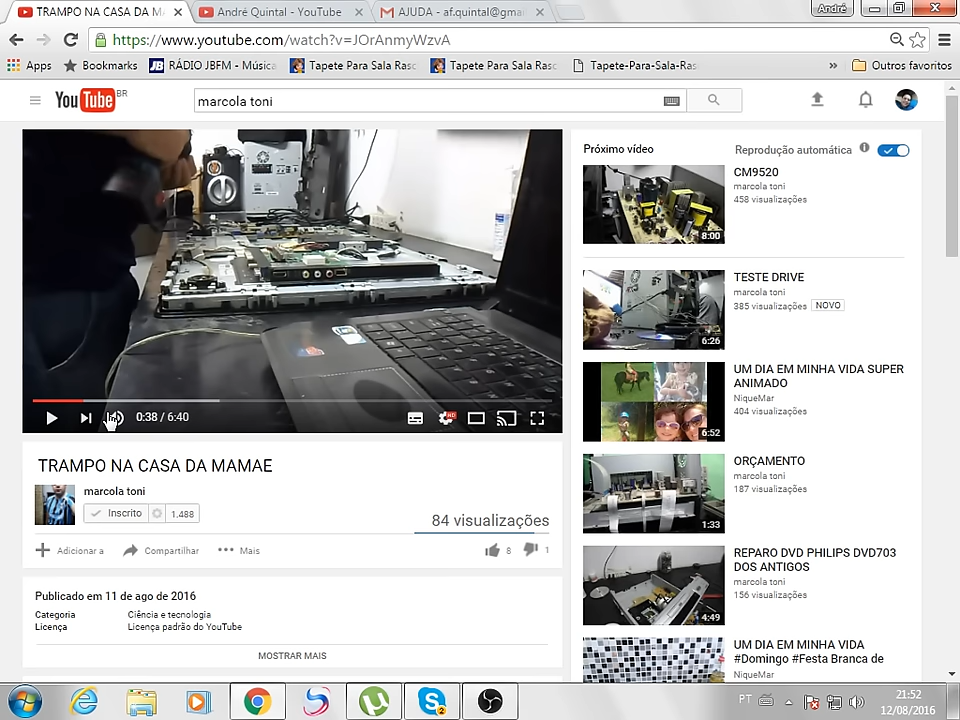 TRAMPO NA CASA DA M
André Quintal - YouTube
AJUDA - af.quintal@gma
André
https://www.youtube.com/watch?v=JOrAnmyWzvA
Apps
Bookmarks
JB RÁDIO JBFM - Música
Tapete Para Sala Rasc
Tapete Para Sala Rasc
Tapete-Para-Sala-Ras
»
Outros favoritos
YouTube BR
marcola toni
0:38 / 6:40
HD
TRAMPO NA CASA DA MAMAE
marcola toni
Inscrito
1.488
84 visualizações
Adicionar a
Compartilhar
Mais
8
1
Publicado em 11 de ago de 2016
Categoria Ciência e tecnologia
Licença Licença padrão do YouTube
MOSTRAR MAIS
Próximo vídeo
Reprodução automática
8:00
CM9520
marcola toni
458 visualizações
6:26
TESTE DRIVE
marcola toni
385 visualizações NOVO
6:52
UM DIA EM MINHA VIDA SUPER
ANIMADO
NiqueMar
404 visualizações
1:33
ORÇAMENTO
marcola toni
187 visualizações
4:49
REPARO DVD PHILIPS DVD703
DOS ANTIGOS
marcola toni
156 visualizações
UM DIA EM MINHA VIDA
#Domingo #Festa Branca de
NiqueMar
2
PT
21:52
12/08/2016